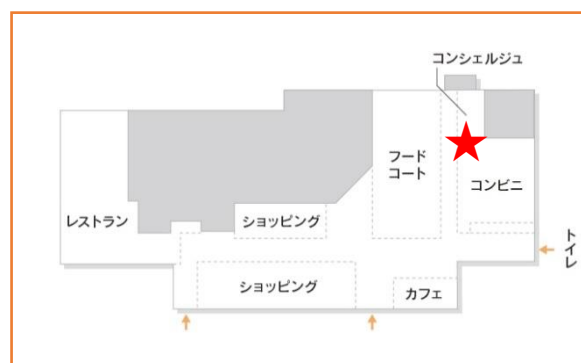 コンシェルジュ
フード
コート
コンビニ
レストラン
ショッピング
トイレ
ショッピング
カフェ